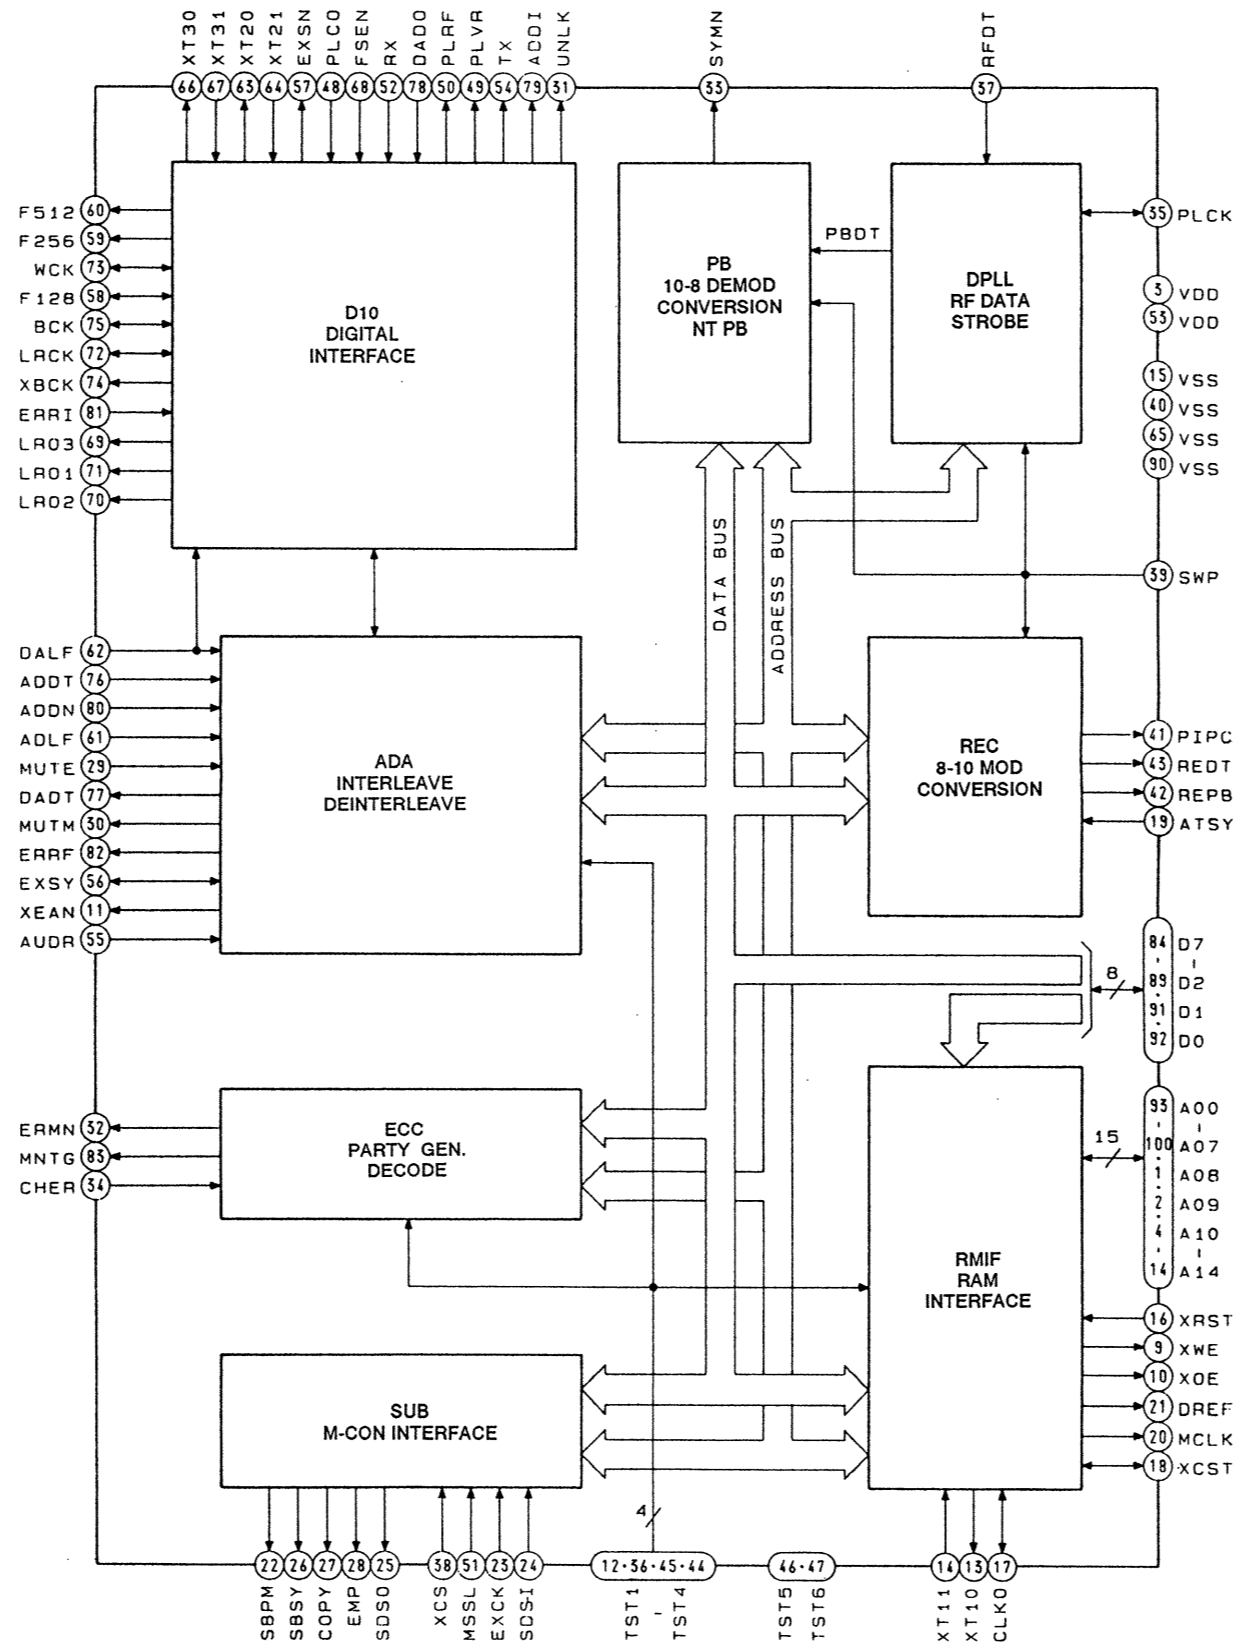 XT30 XT31 XT20 XT21 EXSN PLCO FSEN RX DADO PLRF PLVR TX ADDI UNLK SYMN RFDT
66 67 63 64 57 48 68 52 78 50 49 54 79 31 33 37
F512 60
F256 59
WCK 73
F128 58
BCK 75
LRCK 72
XBCK 74
ERRI 81
LRO3 69
LRO1 71
LRO2 70
D10
DIGITAL
INTERFACE
PB
10-8 DEMOD
CONVERSION
NT PB
PBDT
DPLL
RF DATA
STROBE
35 PLCK
3 VDD
53 VDD
15 VSS
40 VSS
65 VSS
90 VSS
39 SWP
DATA BUS
ADDRESS BUS
DALF 62
ADDT 76
ADDN 80
ADLF 61
MUTE 29
DADT 77
MUTM 30
ERRF 82
EXSY 56
XEAN 11
AUDR 55
ADA
INTERLEAVE
DEINTERLEAVE
REC
8-10 MOD
CONVERSION
41 PIPC
43 REDT
42 REPB
19 ATSY
8
84 D7
89 D2
91 D1
92 D0
ERMN 32
MNTG 83
CHER 34
ECC
PARTY GEN.
DECODE
RMIF
RAM
INTERFACE
15
93 A00
100 A07
1 A08
2 A09
4 A10
14 A14
16 XRST
9 XWE
10 XOE
21 DREF
20 MCLK
18 XCST
SUB
M-CON INTERFACE
4
22 26 27 28 25 38 51 23 24 12·36·45·44 46·47 14 13 17
SBPM SBSY COPY EMP SDSO XCS MSSL EXCK SDSI TST1 - TST4 TST5 TST6 XT11 XT10 CLKO